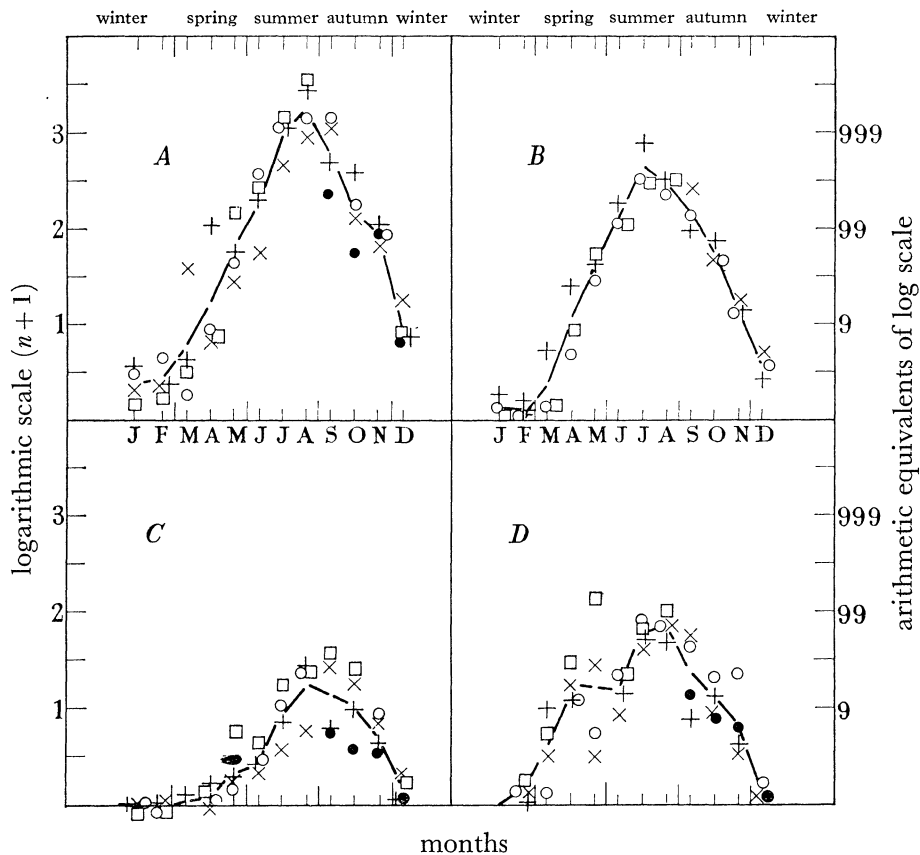 winter spring summer autumn winter winter spring summer autumn winter
A
B
3
999
2
99
1
9
J F M A M J J A S O N D J F M A M J J A S O N D
C
D
3
999
2
99
1
9
logarithmic scale (n + 1)
arithmetic equivalents of log scale
months